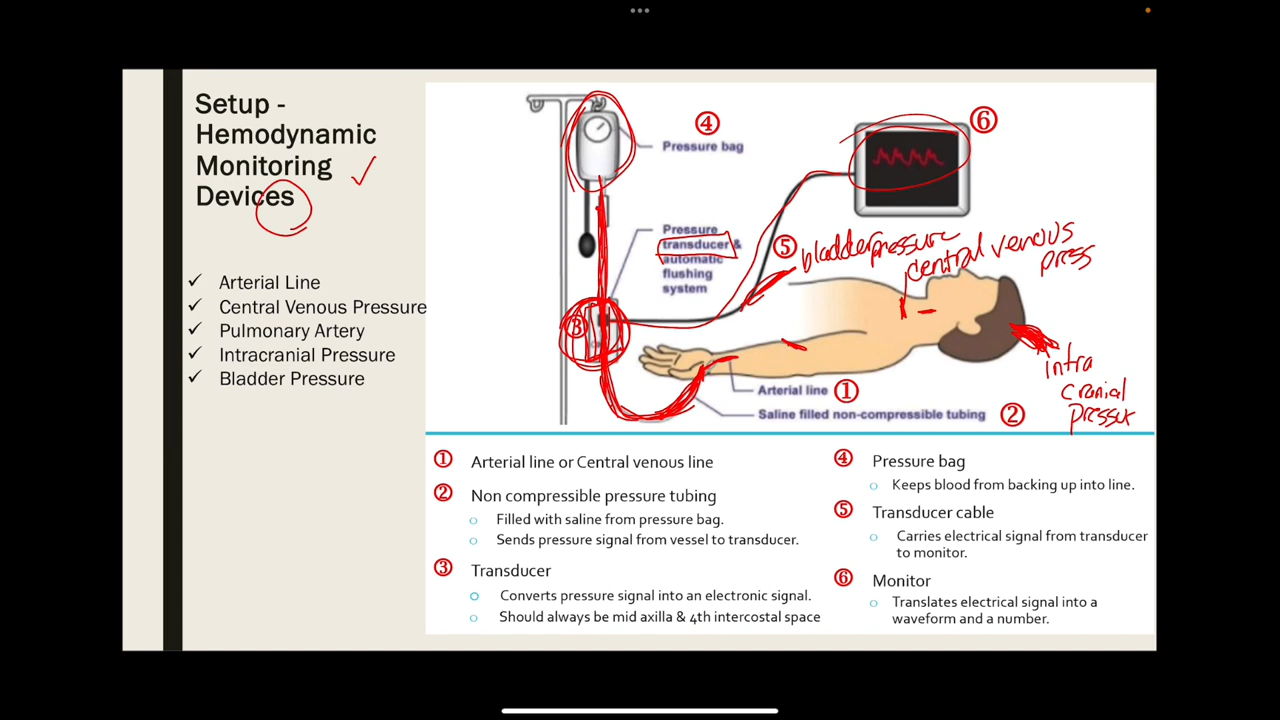 Setup -
Hemodynamic
Monitoring
Devices
✓ Arterial Line
✓ Central Venous Pressure
✓ Pulmonary Artery
✓ Intracranial Pressure
✓ Bladder Pressure
④
Pressure bag
⑥
Pressure
transducer &
automatic
flushing
system
⑤
bladder pressure
central venous
press
③
Arterial line ①
Saline filled non-compressible tubing ②
intra
cranial
pressur
① Arterial line or Central venous line
② Non compressible pressure tubing
o Filled with saline from pressure bag.
o Sends pressure signal from vessel to transducer.
③ Transducer
o Converts pressure signal into an electronic signal.
o Should always be mid axilla & 4th intercostal space
④ Pressure bag
o Keeps blood from backing up into line.
⑤ Transducer cable
o Carries electrical signal from transducer
to monitor.
⑥ Monitor
o Translates electrical signal into a
waveform and a number.